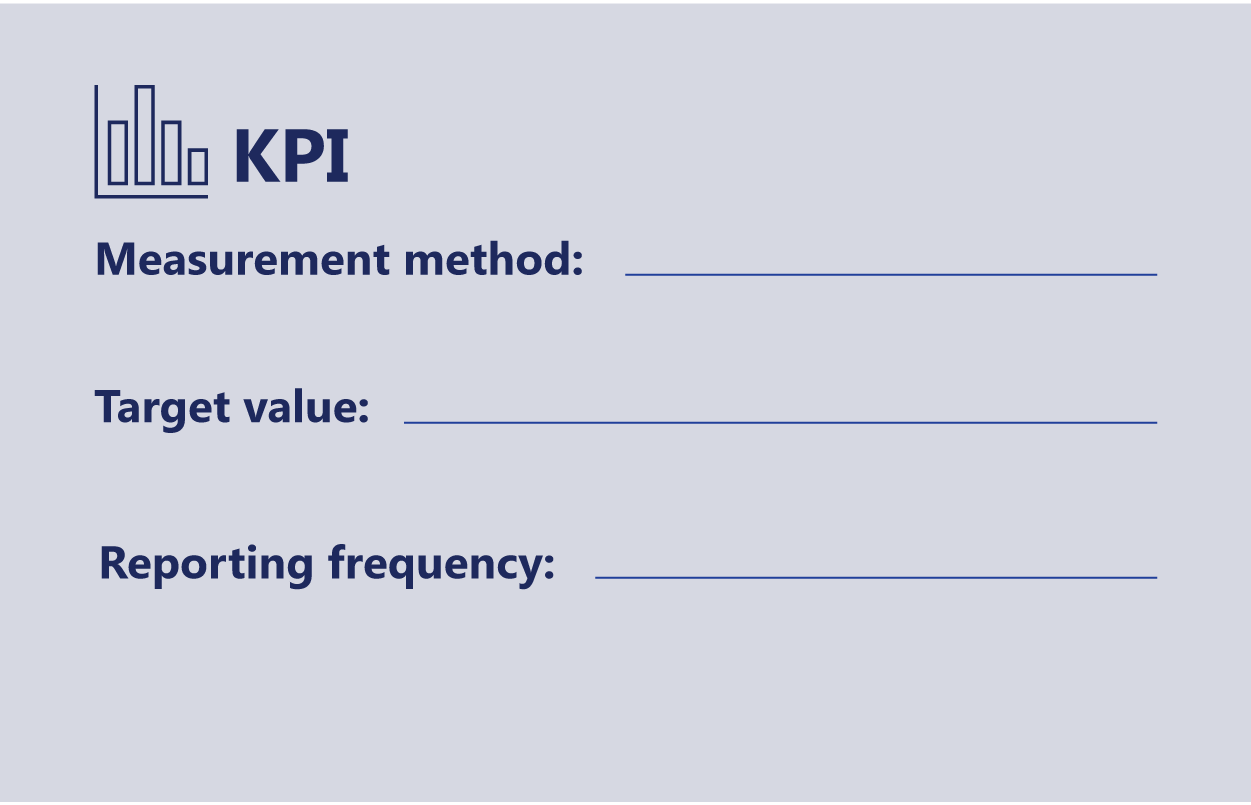 KPI
Measurement method:
Target value:
Reporting frequency: